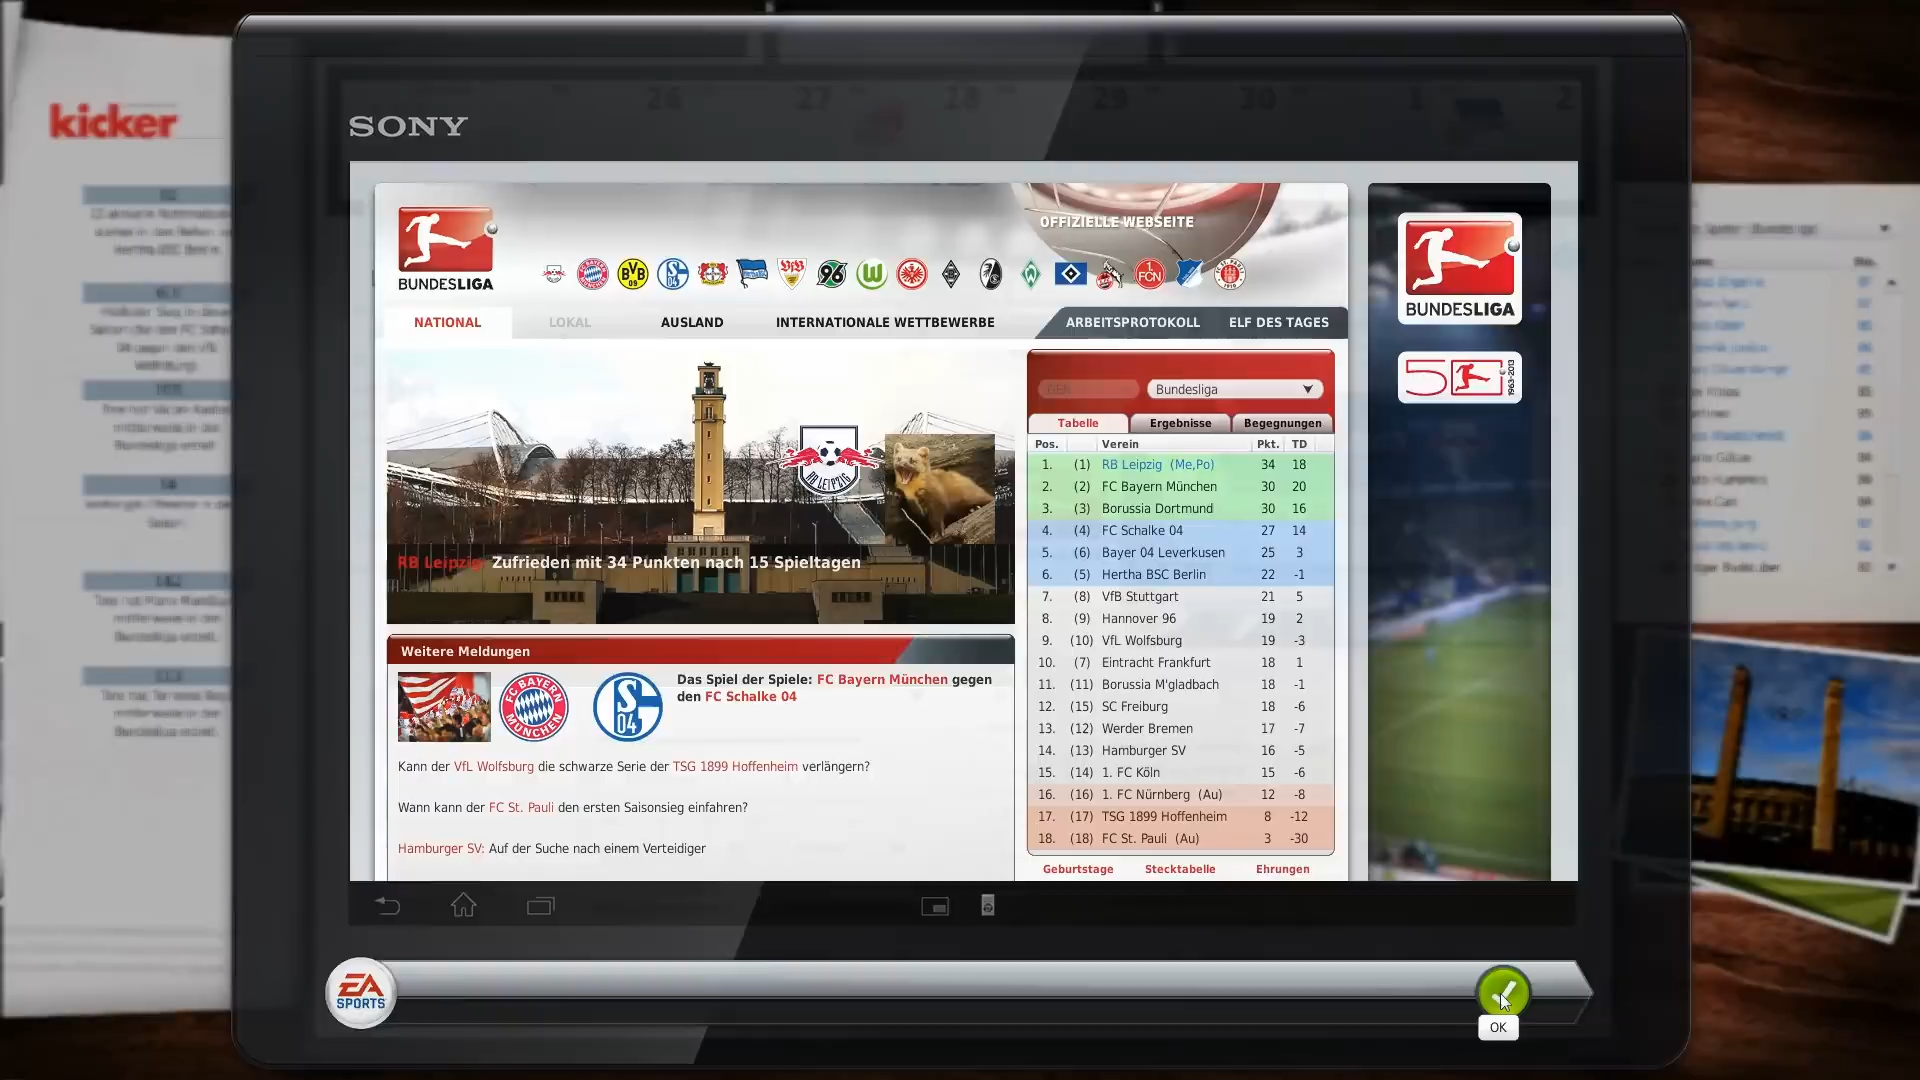 kicker
26 27 28 29 30 1 2
SONY
OFFIZIELLE WEBSEITE
BUNDESLIGA
NATIONAL LOKAL AUSLAND INTERNATIONALE WETTBEWERBE ARBEITSPROTOKOLL ELF DES TAGES
BUNDESLIGA
1963-2013
RB Leipzig: Zufrieden mit 34 Punkten nach 15 Spieltagen
Bundesliga
Tabelle Ergebnisse Begegnungen
Pos. Verein Pkt. TD
1. (1) RB Leipzig (Me,Po) 34 18
2. (2) FC Bayern München 30 20
3. (3) Borussia Dortmund 30 16
4. (4) FC Schalke 04 27 14
5. (6) Bayer 04 Leverkusen 25 3
6. (5) Hertha BSC Berlin 22 -1
7. (8) VfB Stuttgart 21 5
8. (9) Hannover 96 19 2
9. (10) VfL Wolfsburg 19 -3
10. (7) Eintracht Frankfurt 18 1
11. (11) Borussia M'gladbach 18 -1
12. (15) SC Freiburg 18 -6
13. (12) Werder Bremen 17 -7
14. (13) Hamburger SV 16 -5
15. (14) 1. FC Köln 15 -6
16. (16) 1. FC Nürnberg (Au) 12 -8
17. (17) TSG 1899 Hoffenheim 8 -12
18. (18) FC St. Pauli (Au) 3 -30
Geburtstage Stecktabelle Ehrungen
Weitere Meldungen
Das Spiel der Spiele: FC Bayern München gegen
den FC Schalke 04
Kann der VfL Wolfsburg die schwarze Serie der TSG 1899 Hoffenheim verlängern?
Wann kann der FC St. Pauli den ersten Saisonsieg einfahren?
Hamburger SV: Auf der Suche nach einem Verteidiger
EA
SPORTS
OK